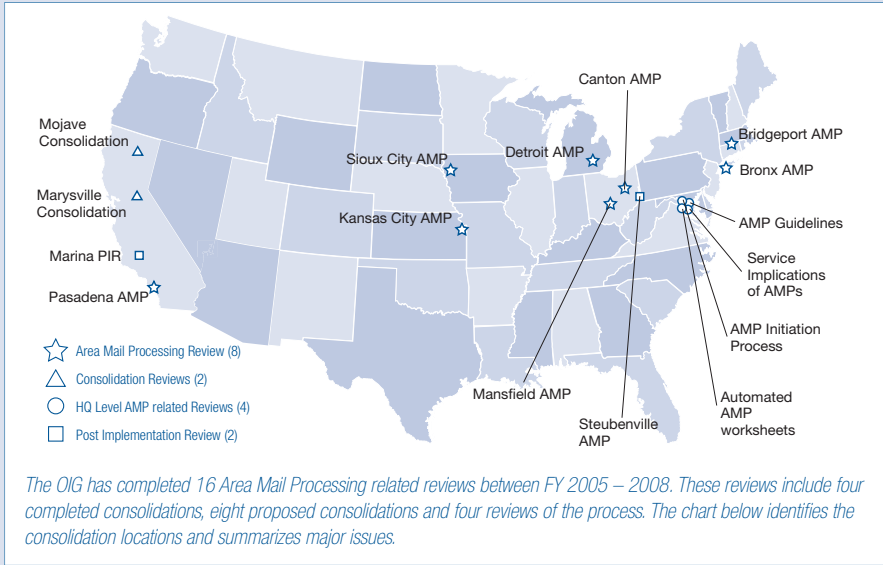 Canton AMP
Mojave
Consolidation
Sioux City AMP
Detroit AMP
Bridgeport AMP
Bronx AMP
Marysville
Consolidation
Kansas City AMP
AMP Guidelines
Marina PIR
Service
Implications
of AMPs
Pasadena AMP
AMP Initiation
Process
Area Mail Processing Review (8)
Consolidation Reviews (2)
HQ Level AMP related Reviews (4)
Post Implementation Review (2)
Mansfield AMP
Steubenville
AMP
Automated
AMP
worksheets
The OIG has completed 16 Area Mail Processing related reviews between FY 2005 – 2008. These reviews include four
completed consolidations, eight proposed consolidations and four reviews of the process. The chart below identifies the
consolidation locations and summarizes major issues.